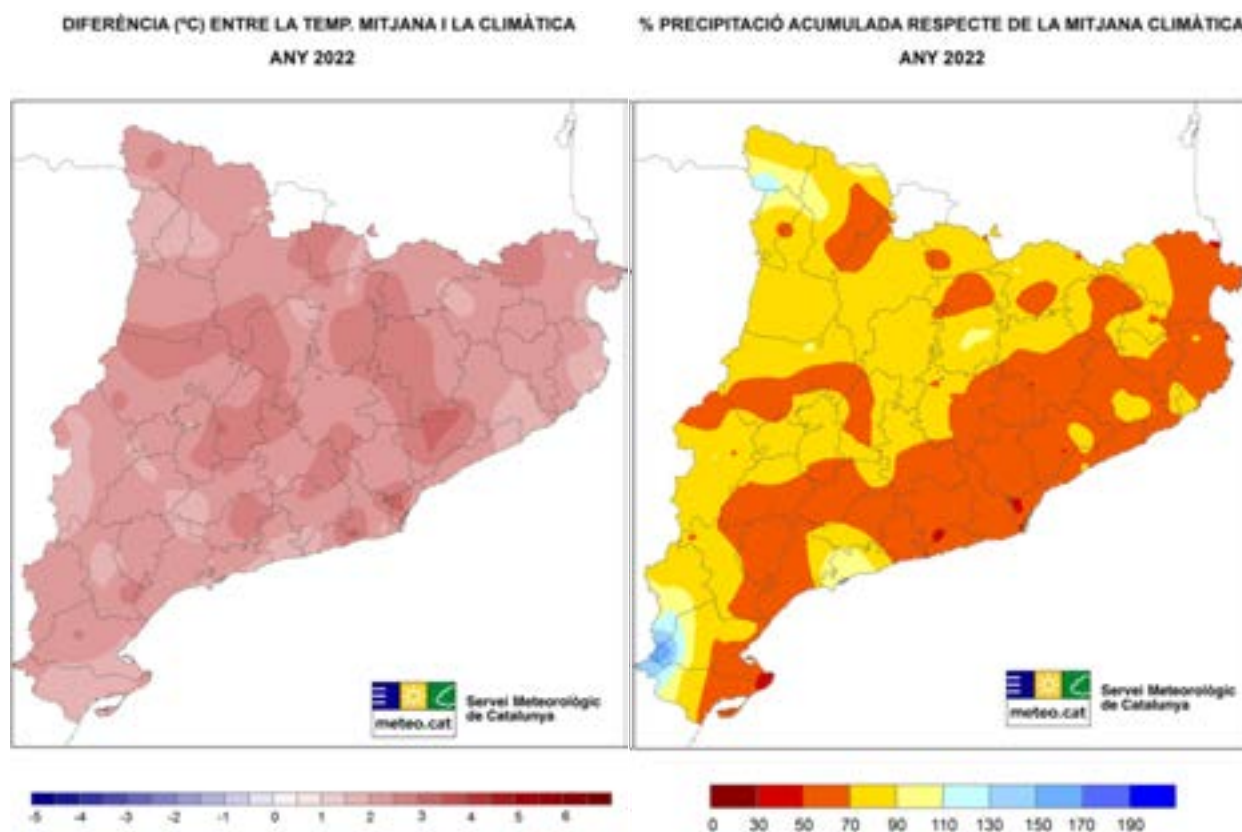 DIFERÈNCIA (ºC) ENTRE LA TEMP. MITJANA I LA CLIMÀTICA
ANY 2022
% PRECIPITACIÓ ACUMULADA RESPECTE DE LA MITJANA CLIMÀTICA
ANY 2022
meteo.cat
Servei Meteorològic
de Catalunya
meteo.cat
Servei Meteorològic
de Catalunya
-5 -4 -3 -2 -1 0 1 2 3 4 5 6
0 30 50 70 90 110 130 150 170 190